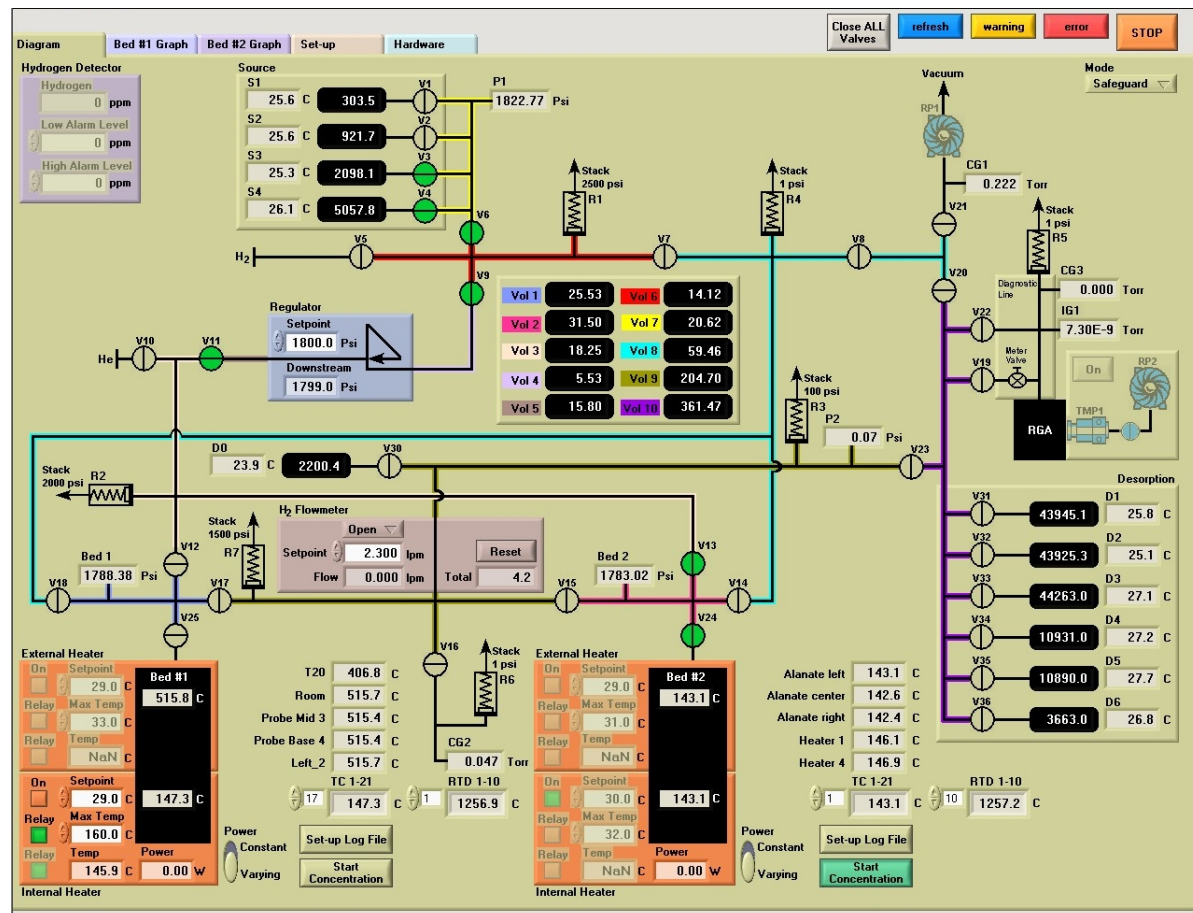 Close ALL Valves
refresh
warning
error
STOP
Diagram
Bed #1 Graph
Bed #2 Graph
Set-up
Hardware
Hydrogen Detector
Hydrogen
0 ppm
Low Alarm Level
0 ppm
High Alarm Level
0 ppm
Source
S1
25.6 C 303.5 V1
S2
25.6 C 921.7 V2
S3
25.3 C 2098.1 V3
S4
26.1 C 5057.8 V4
P1
1822.77 Psi
Mode
Safeguard
Vacuum
RP1
CG1
0.222 Torr
V21
Stack
2500 psi
R1
Stack
1 psi
R4
Stack
1 psi
R5
V6
H2
V5
V7
V8
V20
V9
Diagnostic
Line
CG3
0.000 Torr
IG1
7.30E-9 Torr
V22
Meter
Valve
V19
On
RP2
TMP1
RGA
Vol 1 25.53 Vol 6 14.12
Vol 2 31.50 Vol 7 20.62
Vol 3 18.25 Vol 8 59.46
Vol 4 5.53 Vol 9 204.70
Vol 5 15.80 Vol 10 361.47
Regulator
Setpoint
1800.0 Psi
Downstream
1799.0 Psi
He
V10
V11
Stack
100 psi
R3
P2
0.07 Psi
V23
D0
23.9 C 2200.4 V30
Stack
2000 psi
R2
H2 Flowmeter
Open
Setpoint 2.300 lpm Reset
Flow 0.000 lpm Total 4.2
Stack
1500 psi
R7
V12
V13
Bed 1
1788.38 Psi
Bed 2
1783.02 Psi
V18
V17
V15
V14
V25
V24
V16
Stack
1 psi
R6
CG2
0.047 Torr
Desorption
V31 43945.1 D1 25.8 C
V32 43925.3 D2 25.1 C
V33 44263.0 D3 27.1 C
V34 10931.0 D4 27.2 C
V35 10890.0 D5 27.7 C
V36 3663.0 D6 26.8 C
External Heater
On Setpoint
29.0 C
Relay Max Temp
33.0 C
Relay Temp
NaN C
Bed #1
515.8 C
147.3 C
On Setpoint
29.0 C
Relay Max Temp
160.0 C
Relay Temp Power
145.9 C 0.00 W
Internal Heater
Power
Constant
Varying
T20 406.8 C
Room 515.7 C
Probe Mid 3 515.4 C
Probe Base 4 515.4 C
Left_2 515.7 C
TC 1-21
17 147.3 C
RTD 1-10
1 1256.9 C
Set-up Log File
Start
Concentration
External Heater
On Setpoint
29.0 C
Relay Max Temp
31.0 C
Relay Temp
NaN C
Bed #2
143.1 C
143.1 C
On Setpoint
30.0 C
Relay Max Temp
32.0 C
Relay Temp Power
NaN C 0.00 W
Internal Heater
Power
Constant
Varying
Alanate left 143.1 C
Alanate center 142.6 C
Alanate right 142.4 C
Heater 1 146.1 C
Heater 4 146.9 C
TC 1-21
1 143.1 C
RTD 1-10
10 1257.2 C
Set-up Log File
Start
Concentration